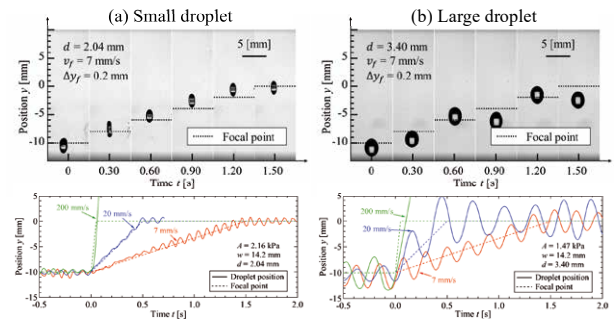 (a) Small droplet
(b) Large droplet
d = 2.04 mm
v_f = 7 mm/s
Δy_f = 0.2 mm
5 [mm]
Focal point
Position y [mm]
0
-5
-10
0 0.30 0.60 0.90 1.20 1.50
Time t [s]
d = 3.40 mm
v_f = 7 mm/s
Δy_f = 0.2 mm
5 [mm]
Focal point
Position y [mm]
0
-5
-10
0 0.30 0.60 0.90 1.20 1.50
Time t [s]
200 mm/s
20 mm/s
7 mm/s
A = 2.16 kPa
w = 14.2 mm
d = 2.04 mm
Droplet position
Focal point
Position y [mm]
5
0
-5
-10
-15
-0.5 0.0 0.5 1.0 1.5 2.0
Time t [s]
200 mm/s
20 mm/s
7 mm/s
A = 1.47 kPa
w = 14.2 mm
d = 3.40 mm
Droplet position
Focal point
Position y [mm]
5
0
-5
-10
-15
-0.5 0.0 0.5 1.0 1.5 2.0
Time t [s]